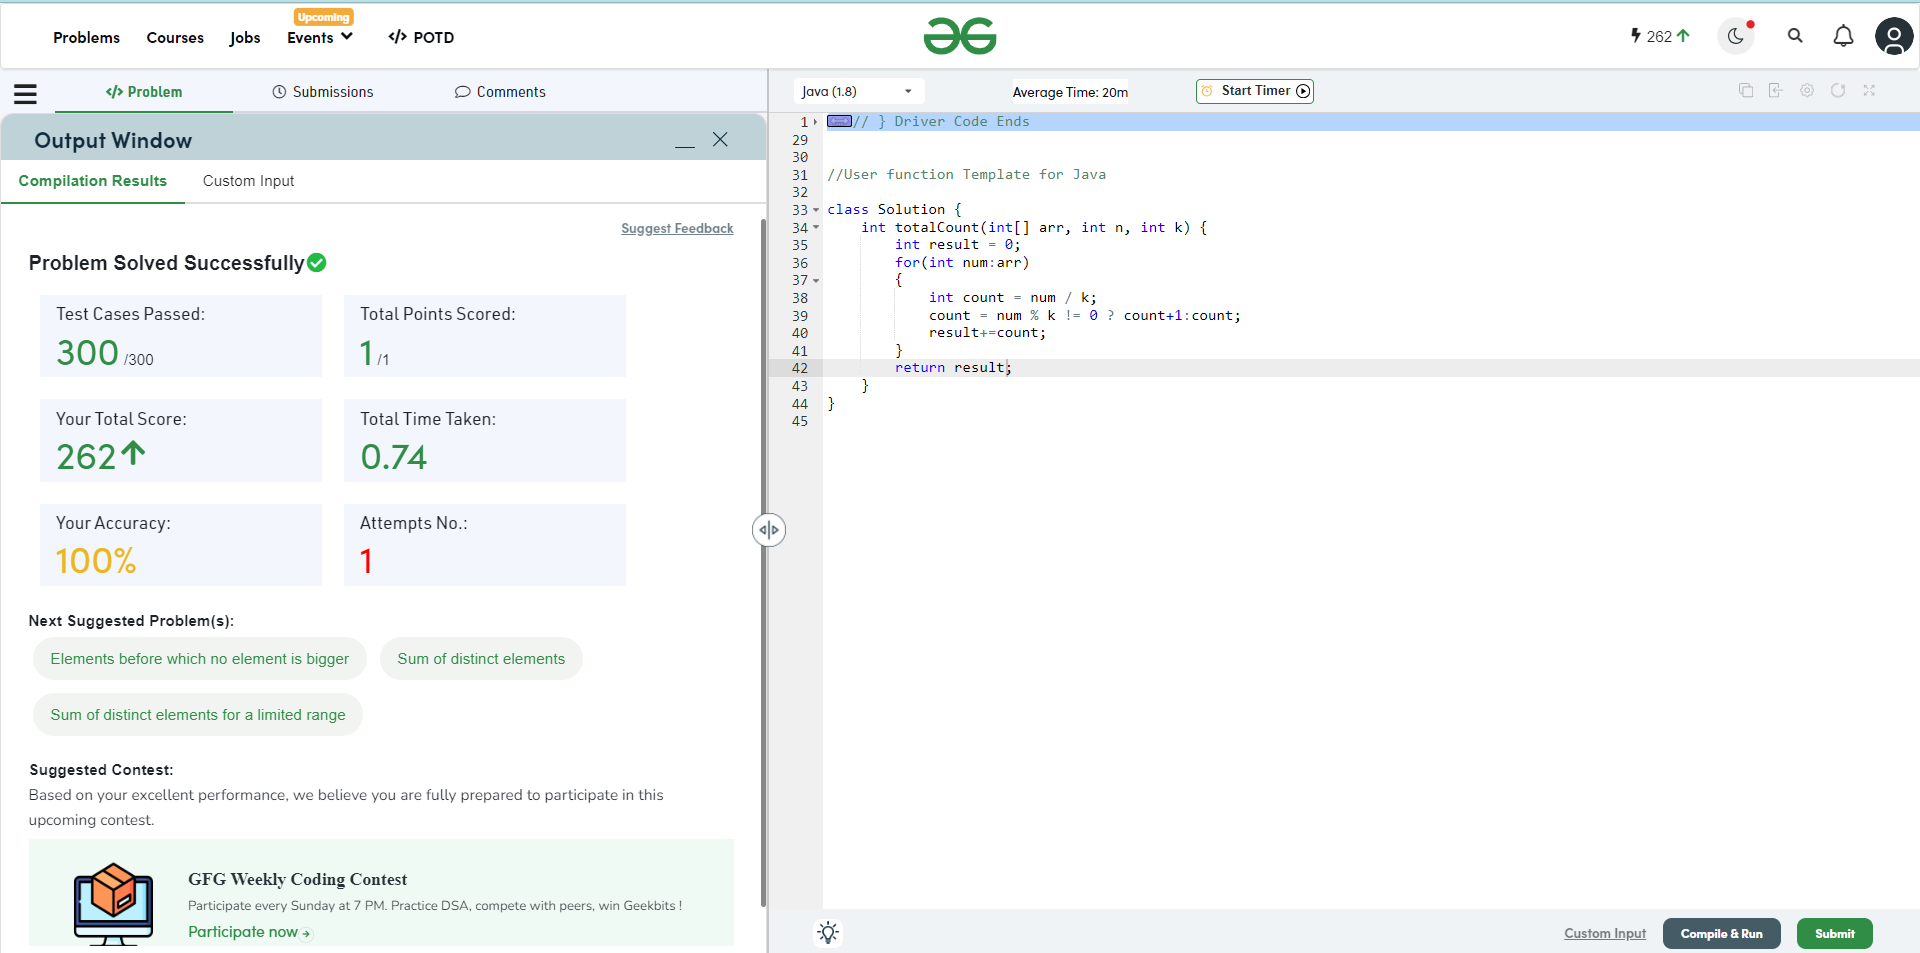 Problems Courses Jobs Events Upcoming </> POTD
262
</> Problem Submissions Comments
Output Window
Compilation Results Custom Input
Suggest Feedback
Problem Solved Successfully
Test Cases Passed:
300 /300
Total Points Scored:
1 /1
Your Total Score:
262
Total Time Taken:
0.74
Your Accuracy:
100%
Attempts No.:
1
Next Suggested Problem(s):
Elements before which no element is bigger
Sum of distinct elements
Sum of distinct elements for a limited range
Suggested Contest:
Based on your excellent performance, we believe you are fully prepared to participate in this
upcoming contest.
GFG Weekly Coding Contest
Participate every Sunday at 7 PM. Practice DSA, compete with peers, win Geekbits !
Participate now
Java (1.8) Average Time: 20m Start Timer
1 // } Driver Code Ends
29
30
31 //User function Template for Java
32
33 class Solution {
34 int totalCount(int[] arr, int n, int k) {
35 int result = 0;
36 for(int num:arr)
37 {
38 int count = num / k;
39 count = num % k != 0 ? count+1:count;
40 result+=count;
41 }
42 return result;
43 }
44 }
45
Custom Input Compile & Run Submit